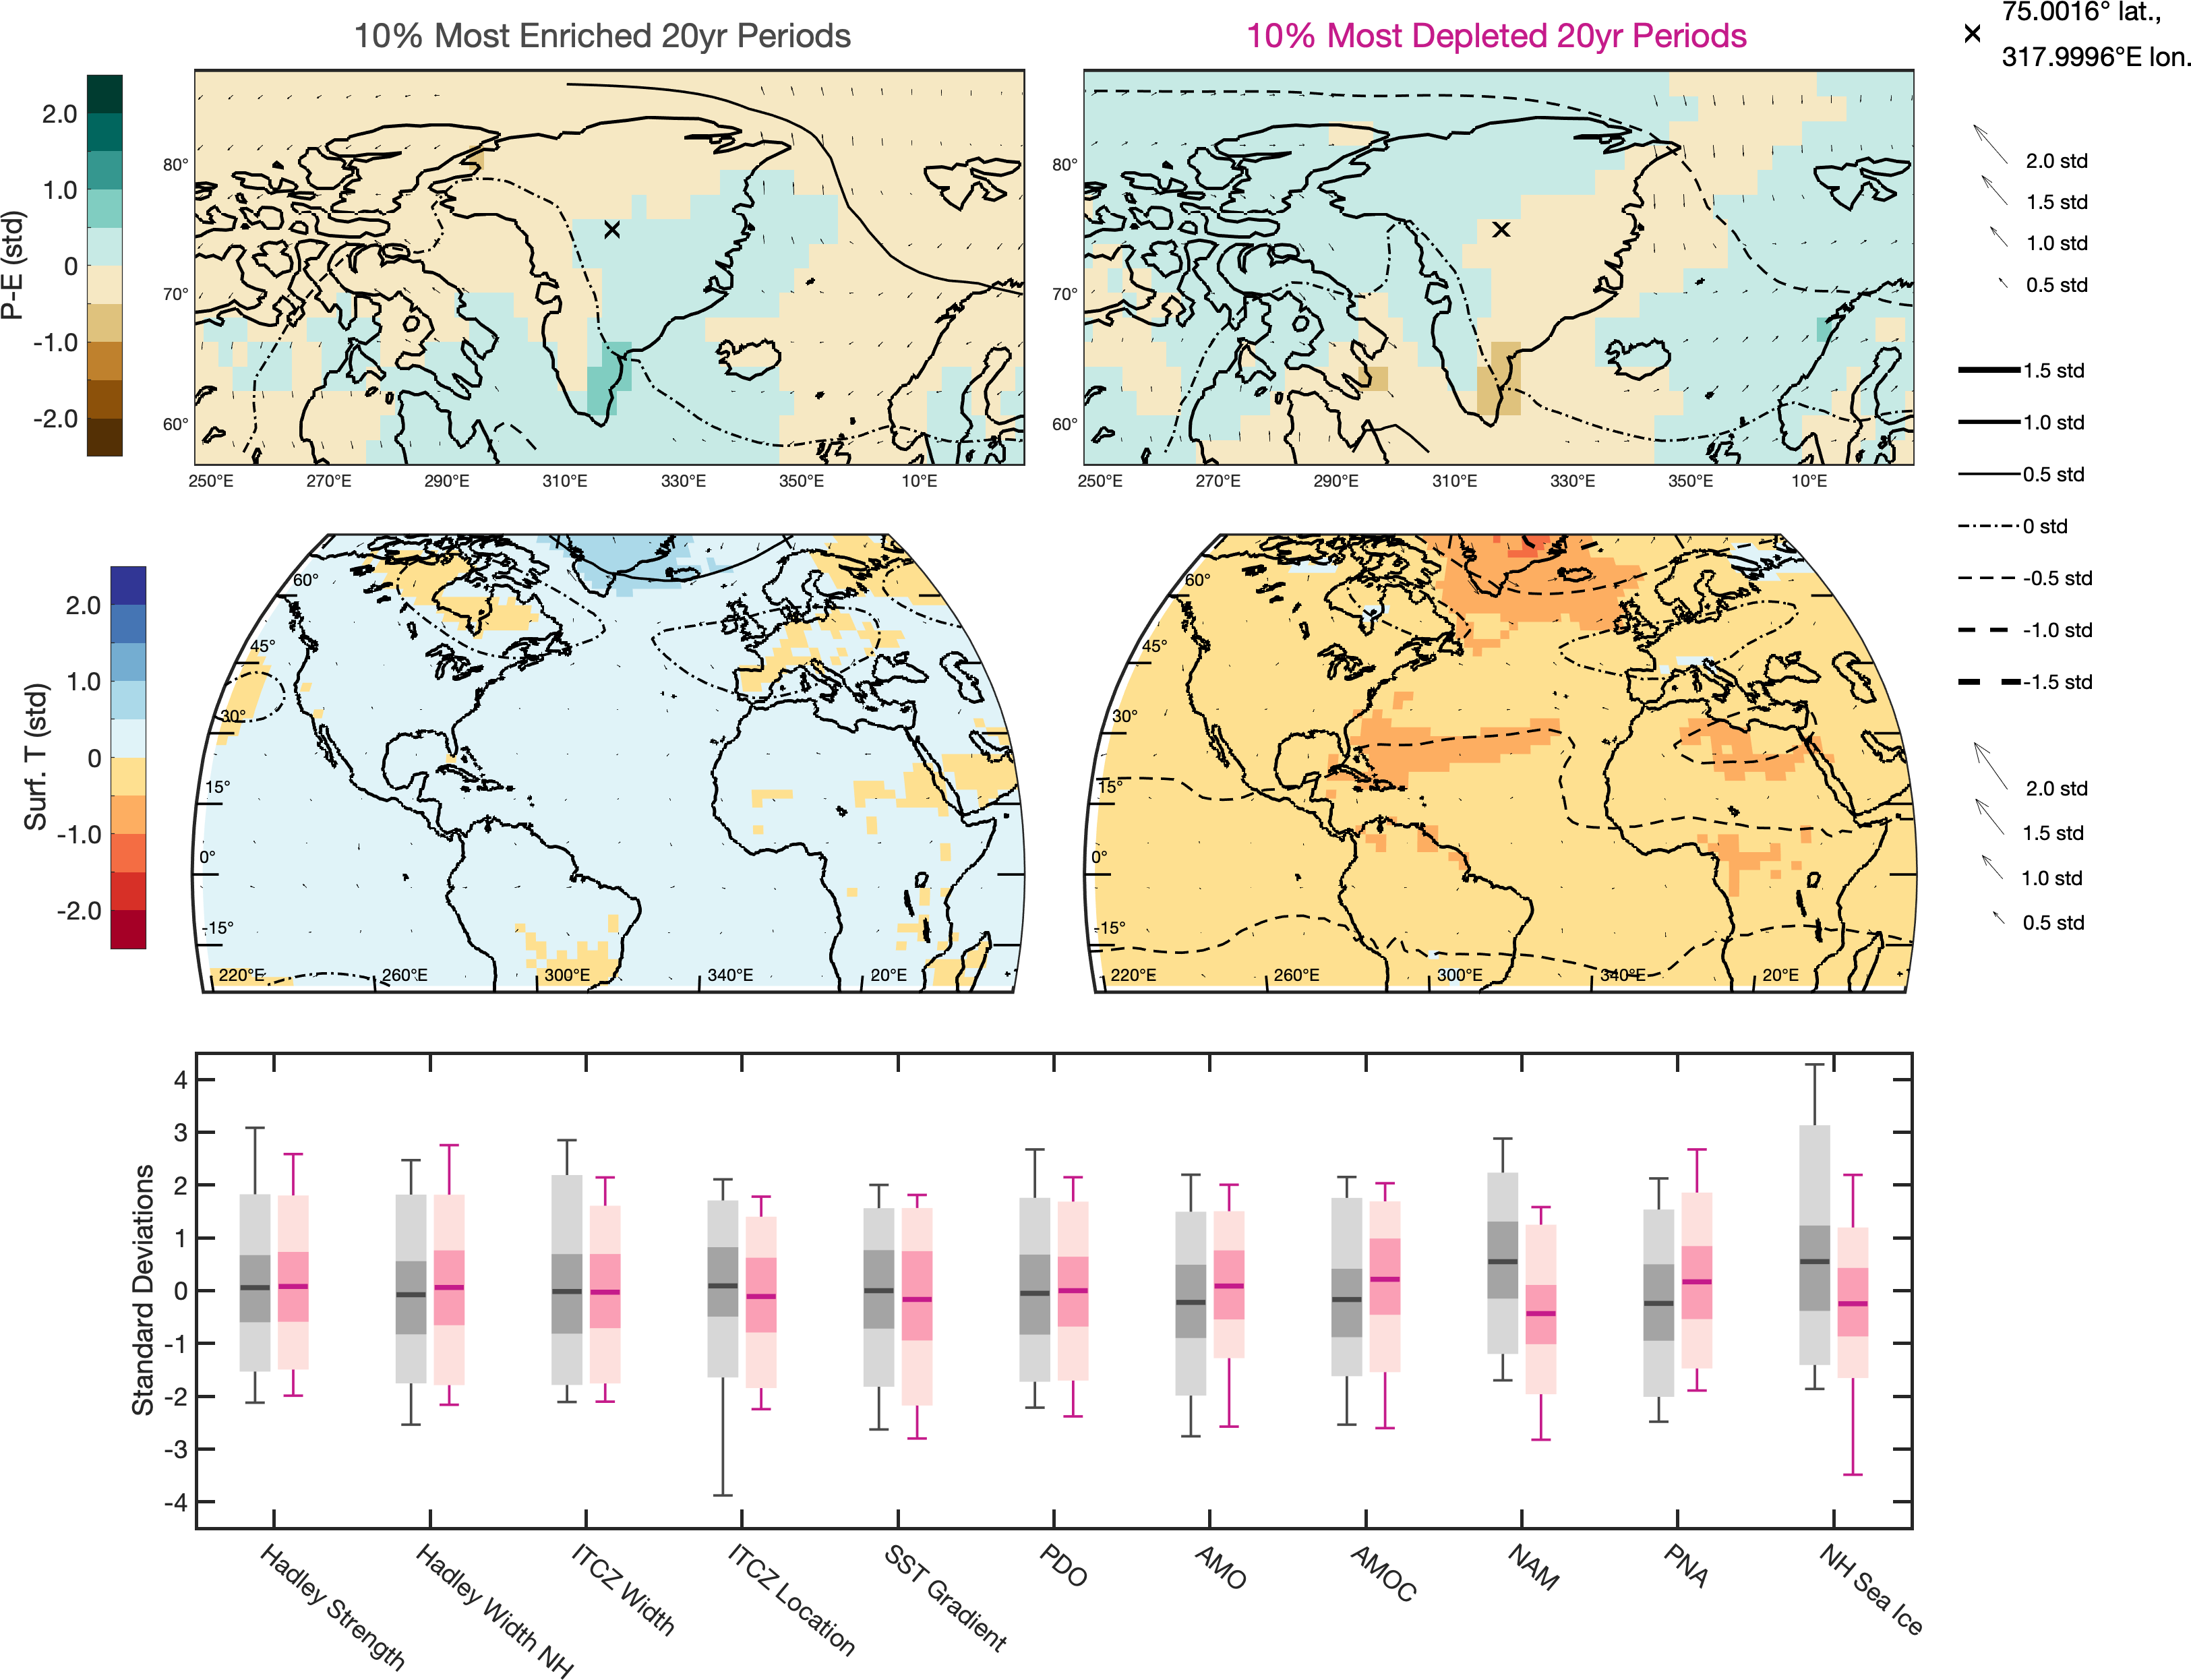 10% Most Enriched 20yr Periods
10% Most Depleted 20yr Periods
75.0016° lat.,
317.9996°E lon.
P-E (std)
2.0
1.0
0
-1.0
-2.0
80°
70°
60°
250°E 270°E 290°E 310°E 330°E 350°E 10°E
80°
70°
60°
250°E 270°E 290°E 310°E 330°E 350°E 10°E
2.0 std
1.5 std
1.0 std
0.5 std
1.5 std
1.0 std
0.5 std
0 std
-0.5 std
-1.0 std
-1.5 std
2.0 std
1.5 std
1.0 std
0.5 std
Surf. T (std)
2.0
1.0
0
-1.0
-2.0
60°
45°
30°
15°
0°
-15°
220°E 260°E 300°E 340°E 20°E
60°
45°
30°
15°
0°
-15°
220°E 260°E 300°E 340°E 20°E
Standard Deviations
4
3
2
1
0
-1
-2
-3
-4
Hadley Strength
Hadley Width NH
ITCZ Width
ITCZ Location
SST Gradient
PDO
AMO
AMOC
NAM
PNA
NH Sea Ice